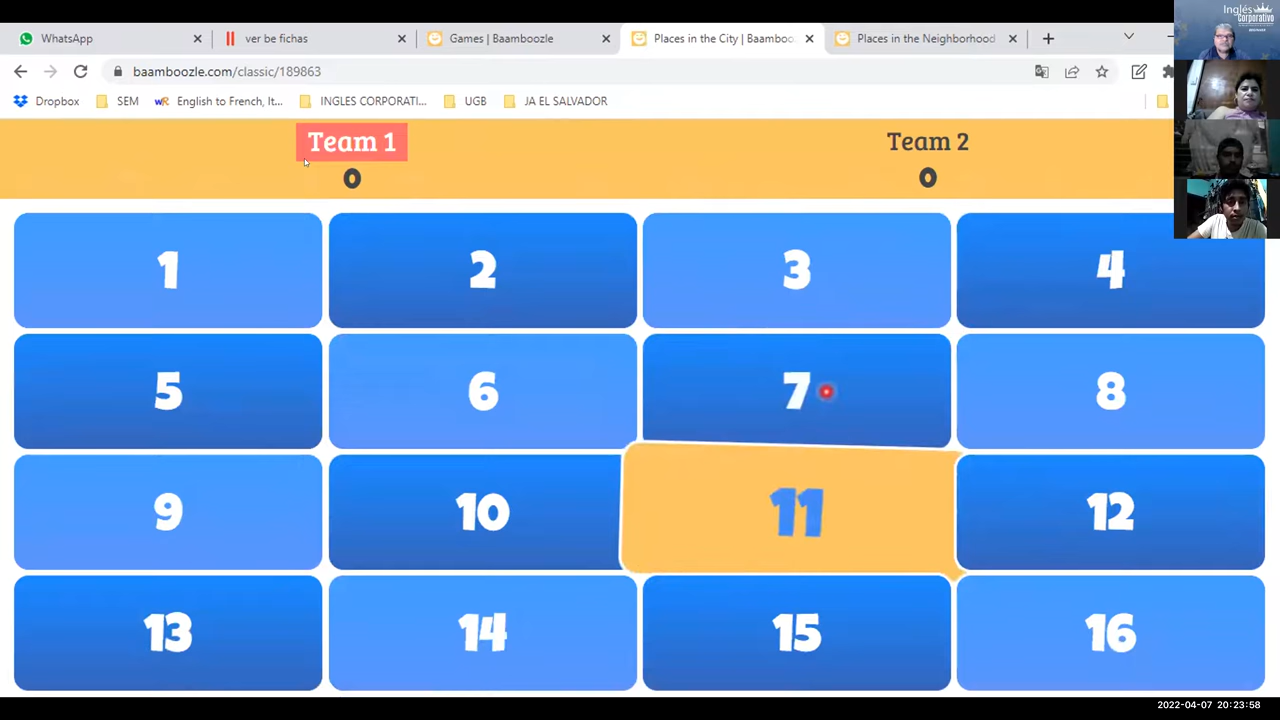 WhatsApp
ver be fichas
Games | Baamboozle
Places in the City | Baamboo
Places in the Neighborhood
Inglés
Corporativo
baamboozle.com/classic/189863
Dropbox
SEM
English to French, It...
INGLES CORPORATI...
UGB
JA EL SALVADOR
Team 1
Team 2
0
0
1
2
3
4
5
6
7
8
9
10
11
12
13
14
15
16
2022-04-07 20:23:58